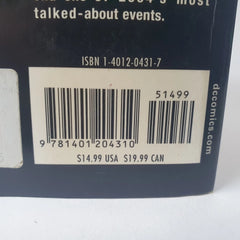 and one of 2004's most
talked-about events.
ISBN 1-4012-0431-7
51499
9 781401 204310
$14.99 USA $19.99 CAN
dccomics.com